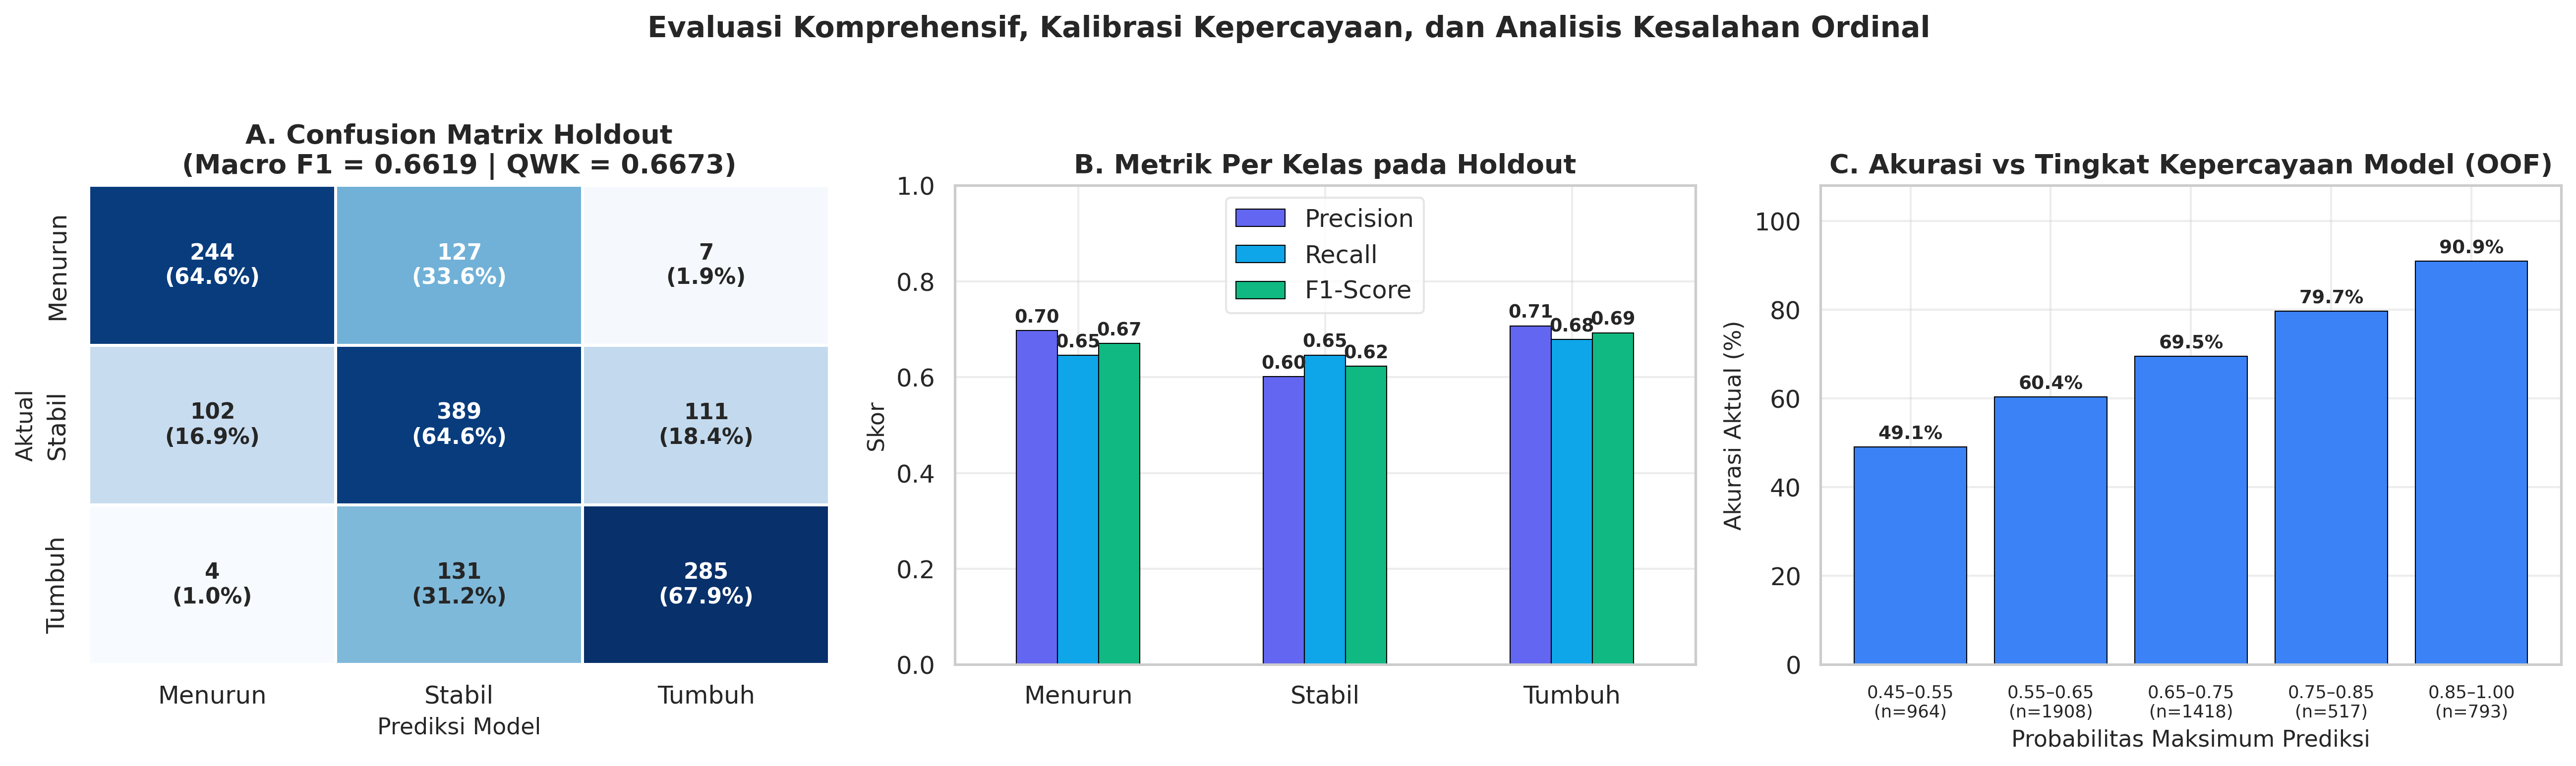 Evaluasi Komprehensif, Kalibrasi Kepercayaan, dan Analisis Kesalahan Ordinal
A. Confusion Matrix Holdout
(Macro F1 = 0.6619 | QWK = 0.6673)
Aktual
Menurun
244
(64.6%)
127
(33.6%)
7
(1.9%)
Stabil
102
(16.9%)
389
(64.6%)
111
(18.4%)
Tumbuh
4
(1.0%)
131
(31.2%)
285
(67.9%)
Menurun
Stabil
Tumbuh
Prediksi Model
B. Metrik Per Kelas pada Holdout
Skor
1.0
0.8
0.6
0.4
0.2
0.0
Precision
Recall
F1-Score
0.70
0.65
0.67
0.60
0.65
0.62
0.71
0.68
0.69
Menurun
Stabil
Tumbuh
C. Akurasi vs Tingkat Kepercayaan Model (OOF)
Akurasi Aktual (%)
100
80
60
40
20
0
49.1%
60.4%
69.5%
79.7%
90.9%
0.45–0.55
(n=964)
0.55–0.65
(n=1908)
0.65–0.75
(n=1418)
0.75–0.85
(n=517)
0.85–1.00
(n=793)
Probabilitas Maksimum Prediksi